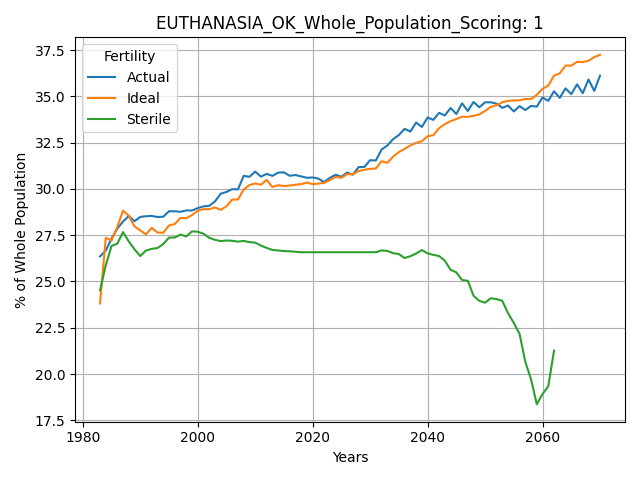 EUTHANASIA_OK_Whole_Population_Scoring: 1
Fertility
Actual
Ideal
Sterile
% of Whole Population
37.5
35.0
32.5
30.0
27.5
25.0
22.5
20.0
17.5
1980 2000 2020 2040 2060
Years